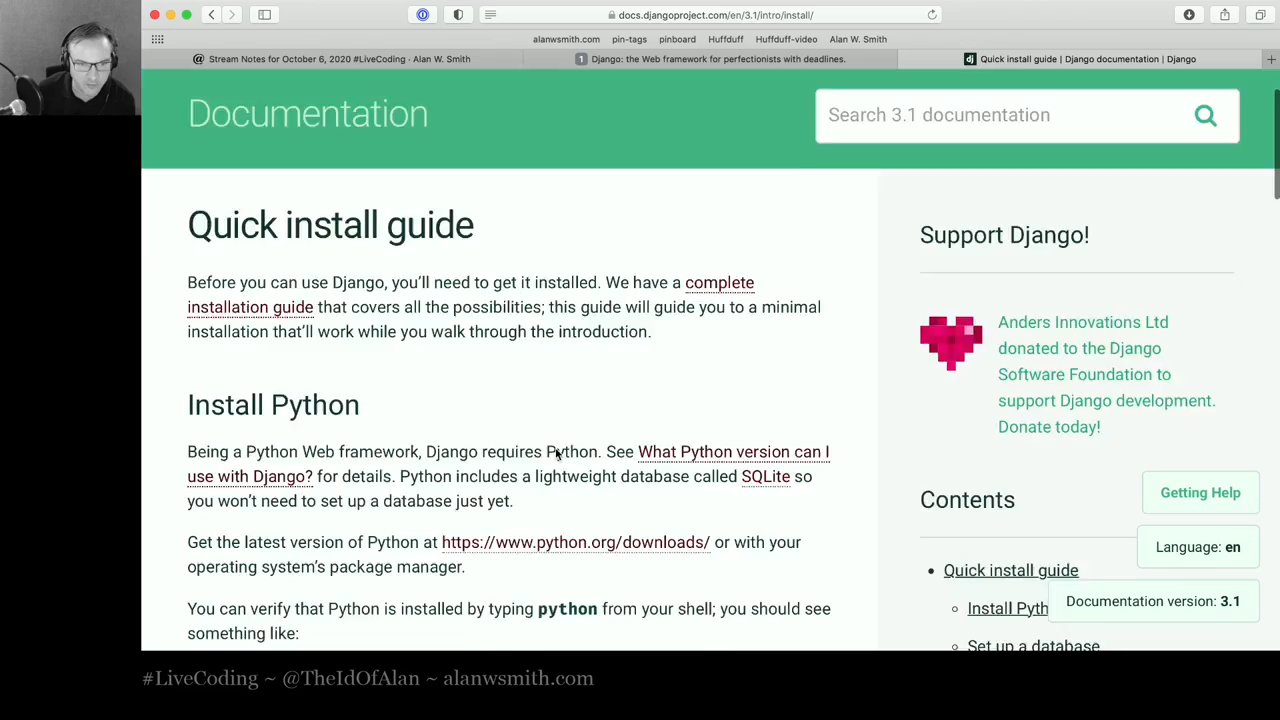 docs.djangoproject.com/en/3.1/intro/install/
alanwsmith.com pin-tags pinboard Huffduff Huffduff-video Alan W. Smith
@ Stream Notes for October 6, 2020 #LiveCoding - Alan W. Smith
1 Django: the Web framework for perfectionists with deadlines.
dj Quick install guide | Django documentation | Django
Documentation
Search 3.1 documentation
Quick install guide
Before you can use Django, you’ll need to get it installed. We have a complete
installation guide that covers all the possibilities; this guide will guide you to a minimal
installation that’ll work while you walk through the introduction.
Install Python
Being a Python Web framework, Django requires Python. See What Python version can I
use with Django? for details. Python includes a lightweight database called SQLite so
you won’t need to set up a database just yet.
Get the latest version of Python at https://www.python.org/downloads/ or with your
operating system’s package manager.
You can verify that Python is installed by typing python from your shell; you should see
something like:
Support Django!
Anders Innovations Ltd
donated to the Django
Software Foundation to
support Django development.
Donate today!
Contents
Getting Help
Language: en
Quick install guide
Documentation version: 3.1
Install Pyth
Set up a database
#LiveCoding ~ @TheIdOfAlan ~ alanwsmith.com